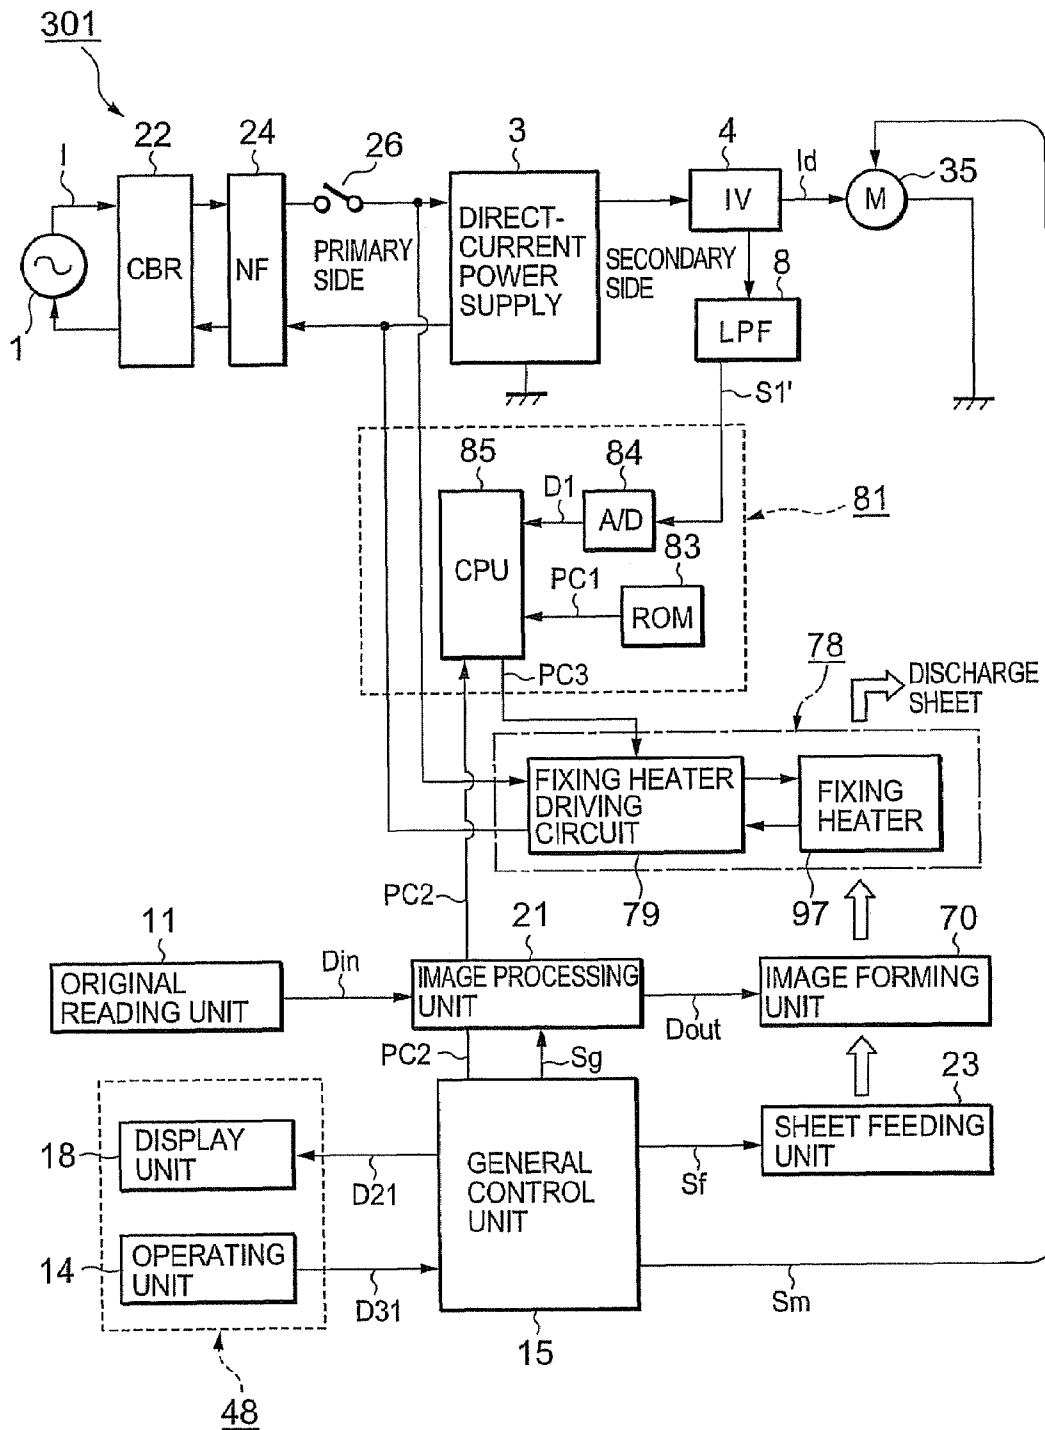 301
22
24
26
3
4
Id
35
I
CBR
NF
PRIMARY
SIDE
DIRECT-
CURRENT
POWER
SUPPLY
IV
M
SECONDARY
SIDE
8
LPF
1
S1'
85
84
D1
A/D
81
CPU
PC1
83
ROM
PC3
78
DISCHARGE
SHEET
FIXING HEATER
DRIVING
CIRCUIT
FIXING
HEATER
PC2
79
97
11
21
70
ORIGINAL
READING UNIT
Din
IMAGE PROCESSING
UNIT
Dout
IMAGE FORMING
UNIT
PC2
Sg
23
18
DISPLAY
UNIT
D21
GENERAL
CONTROL
UNIT
Sf
SHEET FEEDING
UNIT
14
OPERATING
UNIT
D31
Sm
15
48